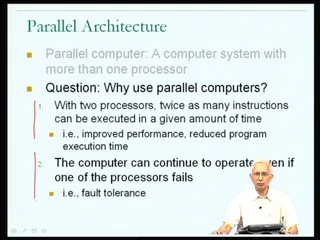 Parallel Architecture
Parallel computer: A computer system with
more than one processor
Question: Why use parallel computers?
1. With two processors, twice as many instructions
can be executed in a given amount of time
i.e., improved performance, reduced program
execution time
2. The computer can continue to operate even if
one of the processors fails
i.e., fault tolerance